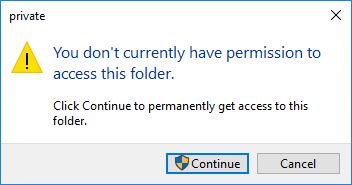 private
You don't currently have permission to
access this folder.
Click Continue to permanently get access to this
folder.
Continue
Cancel